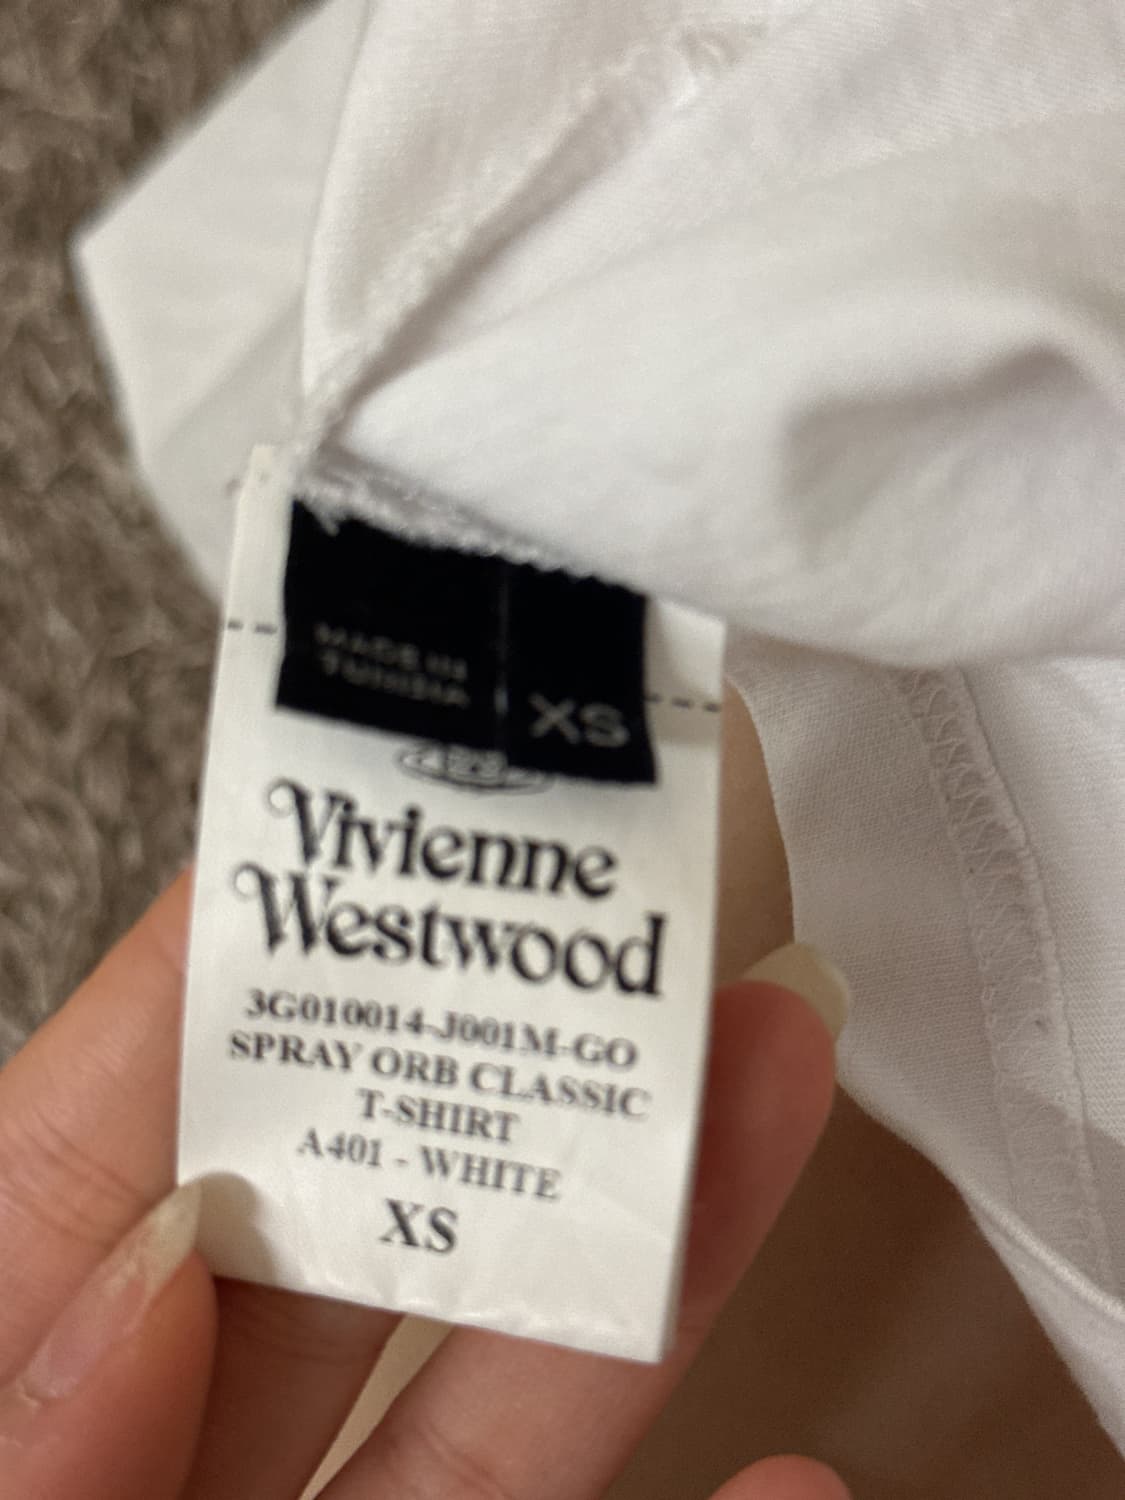 MADE IN
TUNISIA
XS
Vivienne
Westwood
3G010014-J001M-GO
SPRAY ORB CLASSIC
T-SHIRT
A401 - WHITE
XS